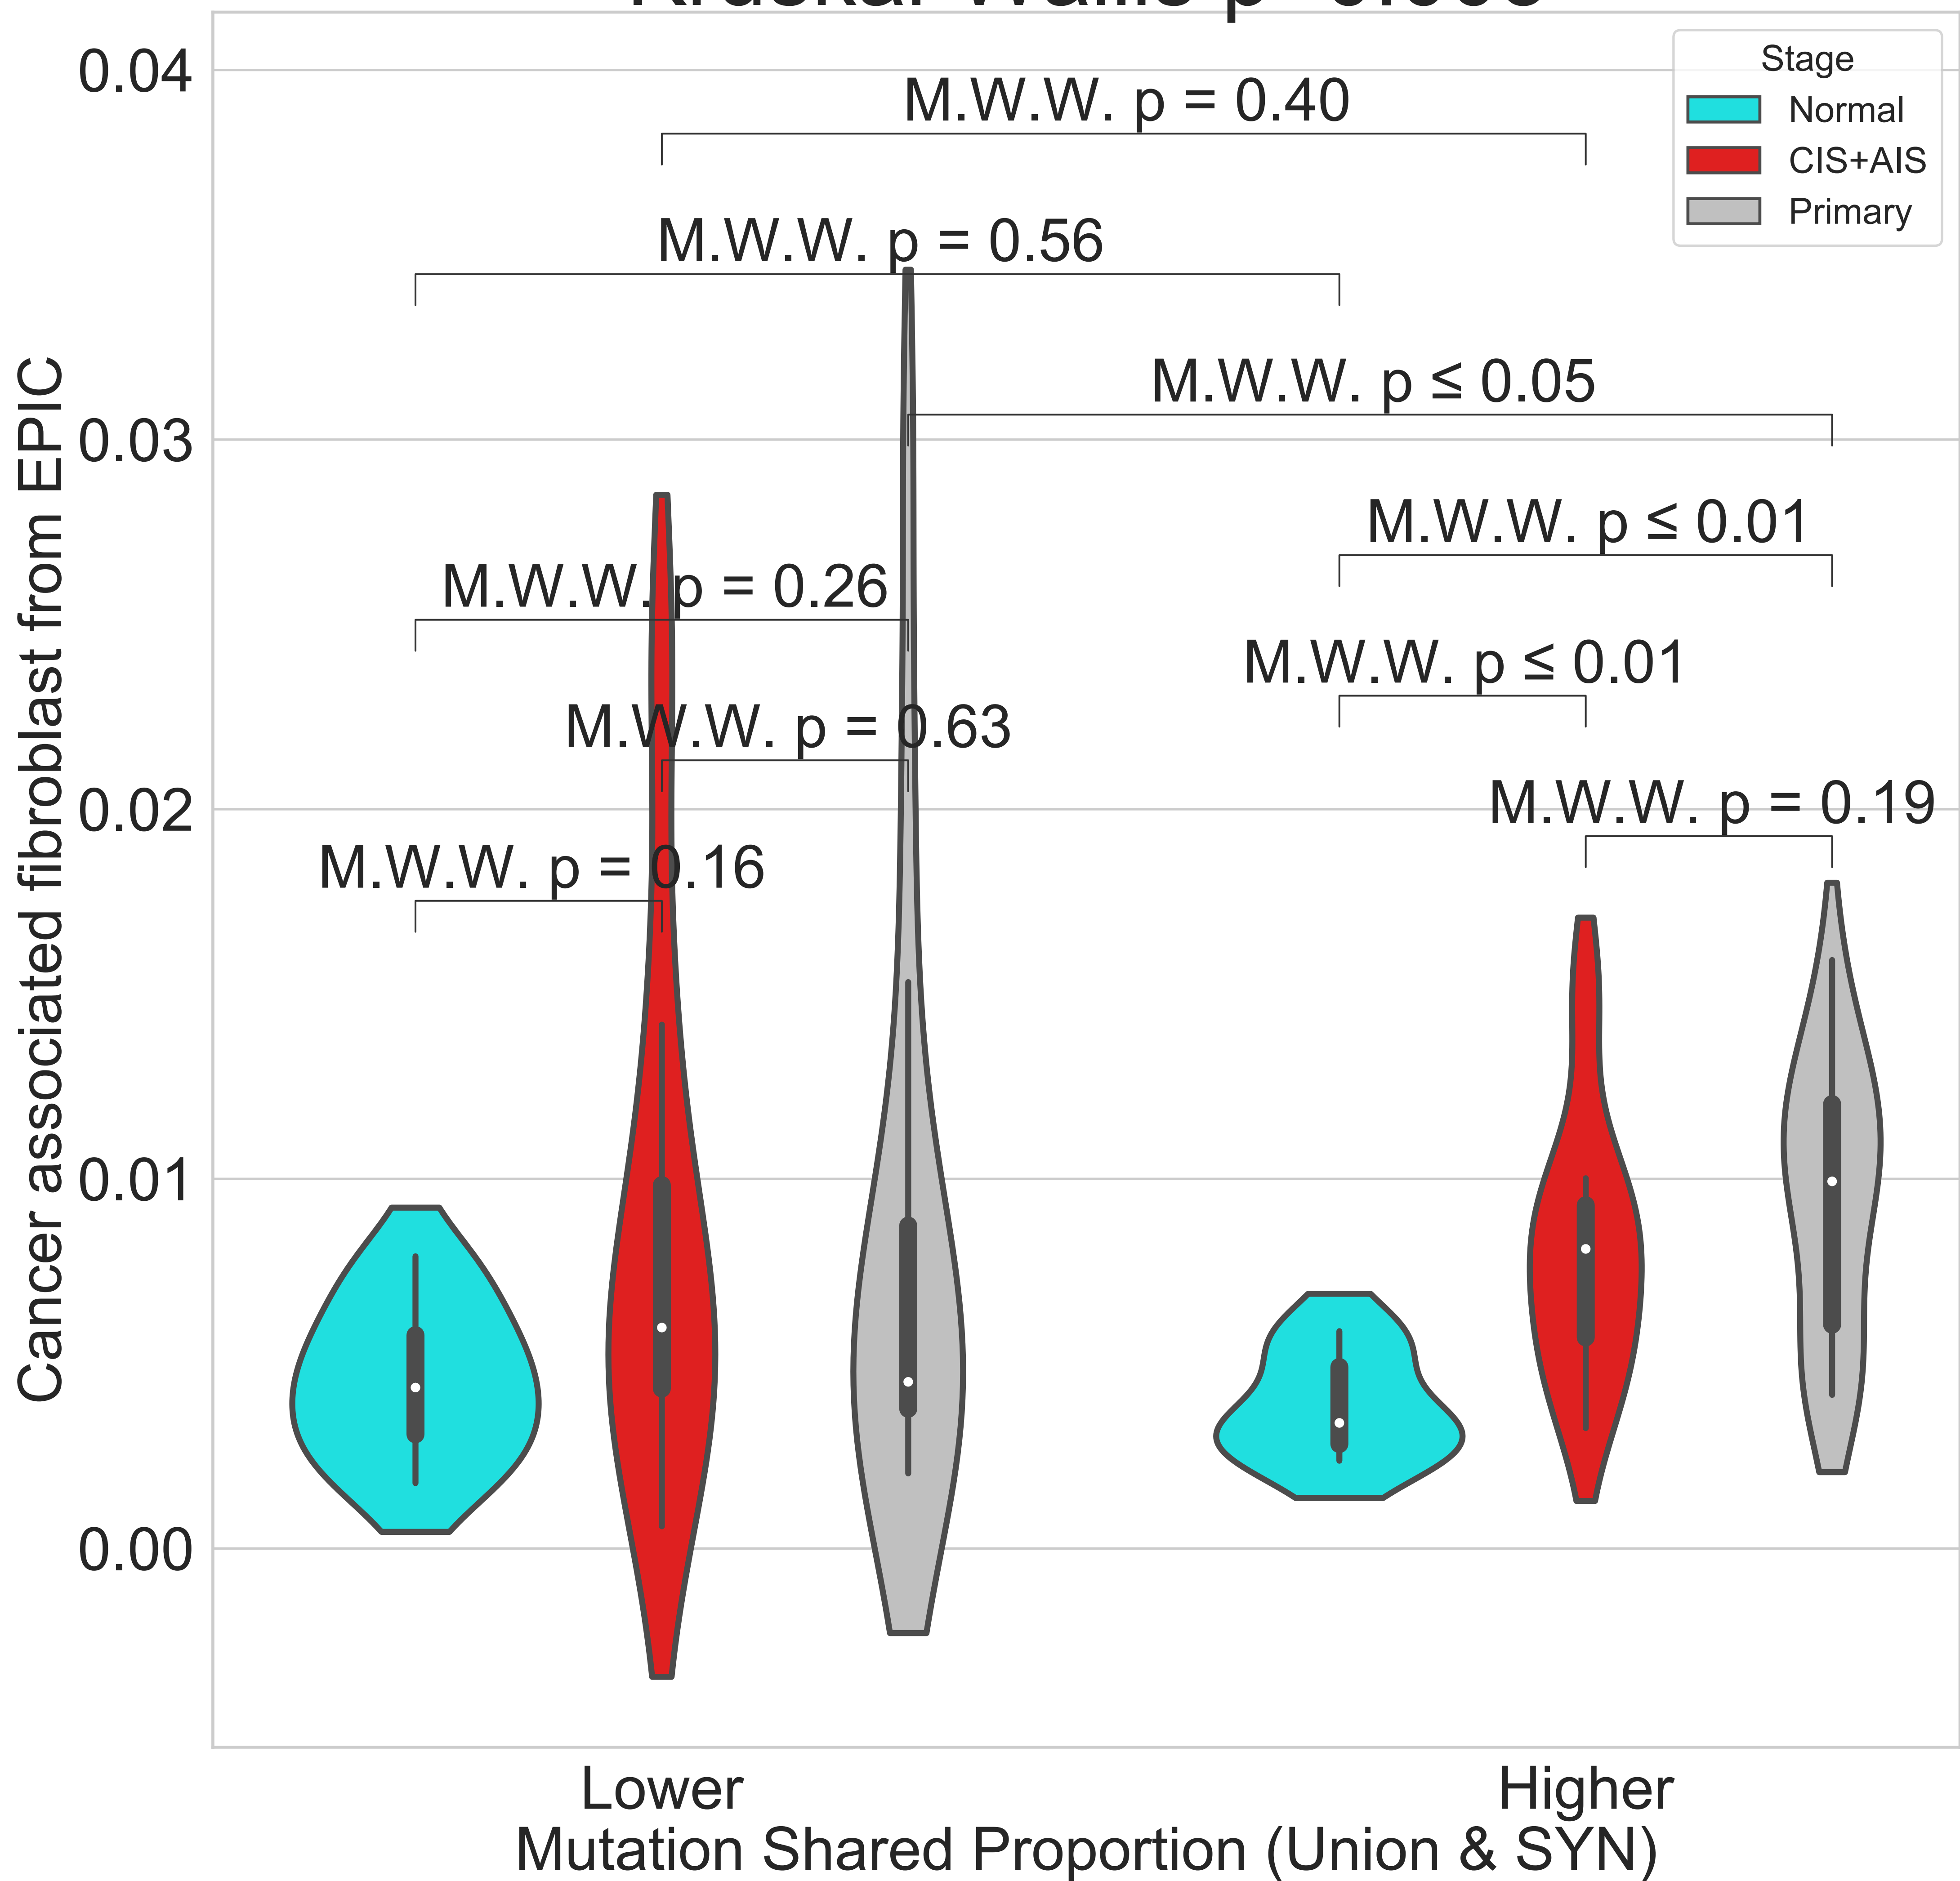 0.04
0.03
0.02
0.01
0.00
Cancer associated fibroblast from EPIC
Stage
Normal
CIS+AIS
Primary
M.W.W. p = 0.40
M.W.W. p = 0.56
M.W.W. p ≤ 0.05
M.W.W. p ≤ 0.01
M.W.W. p = 0.26
M.W.W. p ≤ 0.01
M.W.W. p = 0.63
M.W.W. p = 0.19
M.W.W. p = 0.16
Lower
Higher
Mutation Shared Proportion (Union & SYN)